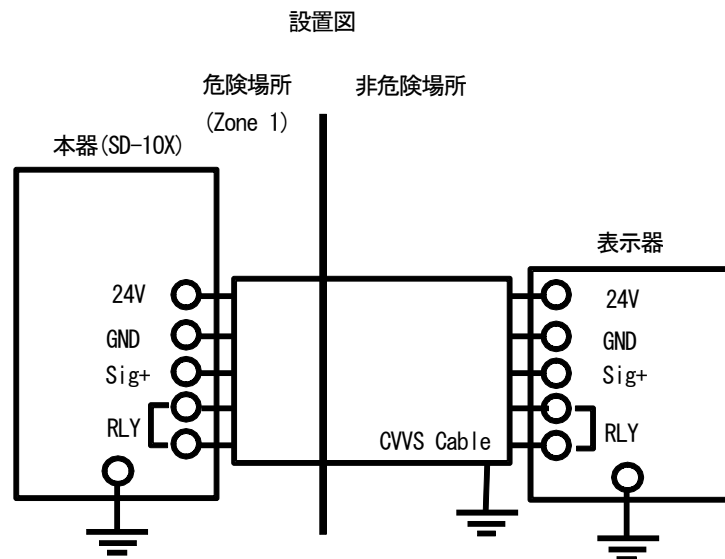 設置図
危険場所
(Zone 1)
非危険場所
本器(SD-10X)
24V
GND
Sig+
RLY
CVVS Cable
表示器
24V
GND
Sig+
RLY